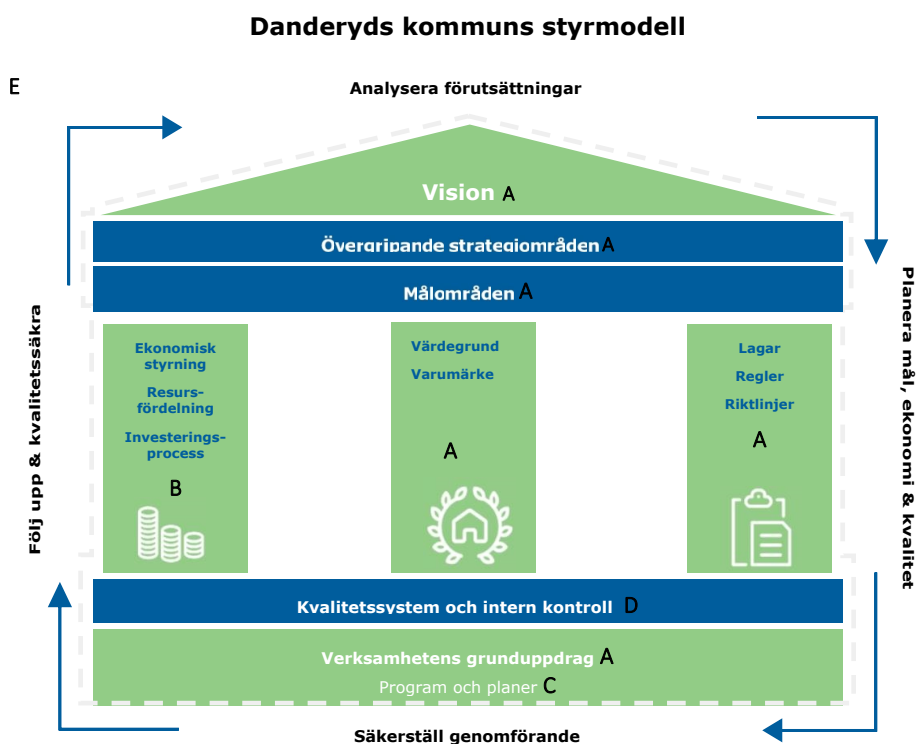 Danderyds kommuns styrmodell
E
Analysera förutsättningar
Vision A
Övergripande strategiområden A
Målområden A
Följ upp & kvalitetssäkra
Planera mål, ekonomi & kvalitet
Ekonomisk
styrning
Resurs-
fördelning
Investerings-
process
B
Värdegrund
Varumärke
A
Lagar
Regler
Riktlinjer
A
Kvalitetssystem och intern kontroll D
Verksamhetens grunduppdrag A
Program och planer C
Säkerställ genomförande